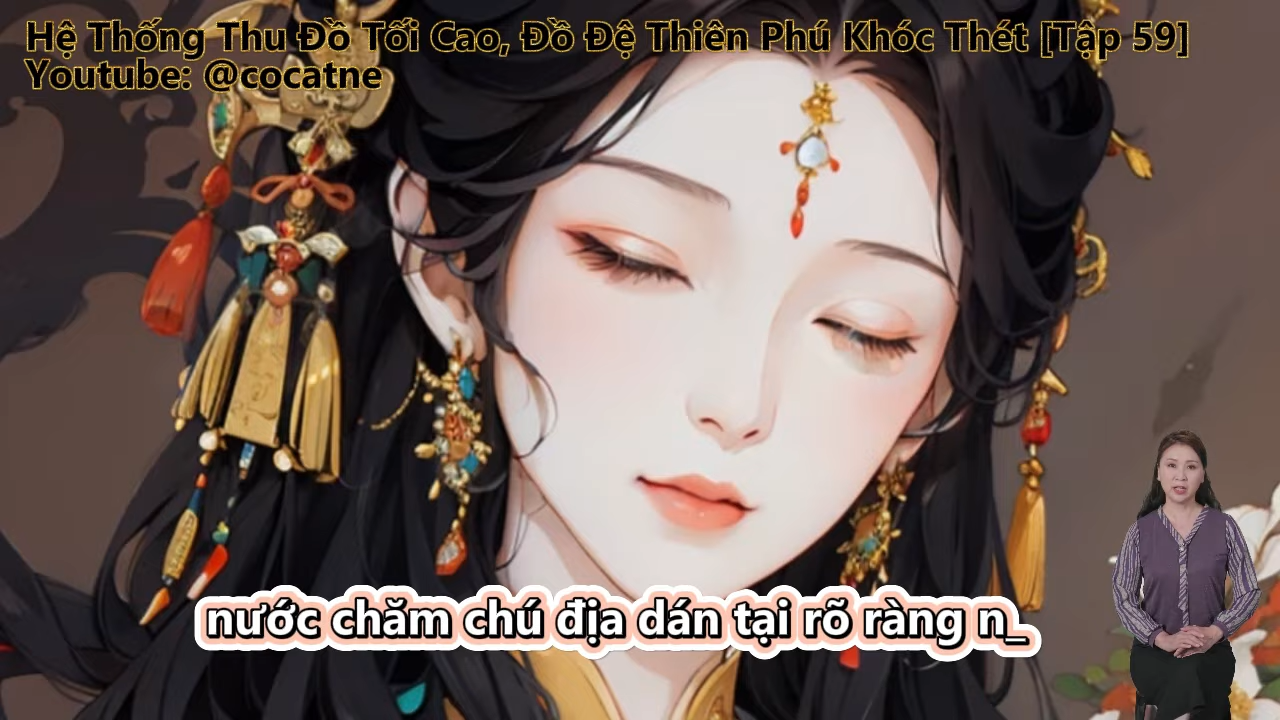 Hệ Thống Thu Đồ Tối Cao, Đồ Đệ Thiên Phú Khóc Thét [Tập 59]
Youtube: @cocatne
nước chăm chú địa dán tại rõ ràng n_